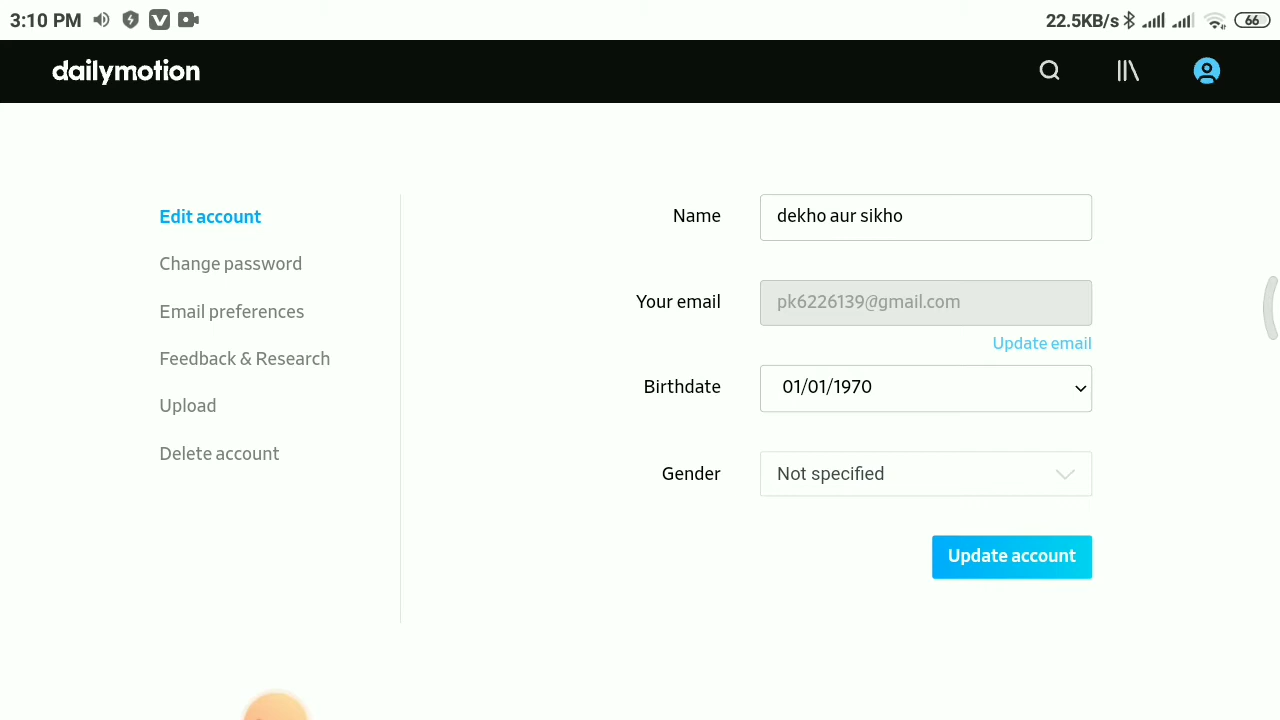 3:10 PM
22.5KB/s
66
dailymotion
Edit account
Change password
Email preferences
Feedback & Research
Upload
Delete account
Name
dekho aur sikho
Your email
pk6226139@gmail.com
Update email
Birthdate
01/01/1970
Gender
Not specified
Update account